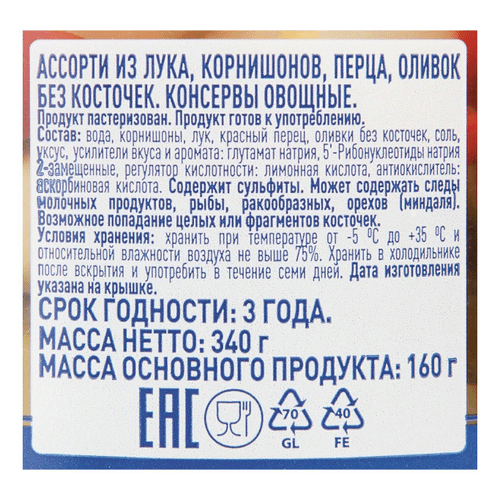 АССОРТИ ИЗ ЛУКА, КОРНИШОНОВ, ПЕРЦА, ОЛИВОК
БЕЗ КОСТОЧЕК. КОНСЕРВЫ ОВОЩНЫЕ.
Продукт пастеризован. Продукт готов к употреблению.
Состав: вода, корнишоны, лук, красный перец, оливки без косточек, соль,
уксус, усилители вкуса и аромата: глутамат натрия, 5'-Рибонуклеотиды натрия
2-замещенные, регулятор кислотности: лимонная кислота, антиокислитель:
аскорбиновая кислота. Содержит сульфиты. Может содержать следы
молочных продуктов, рыбы, ракообразных, орехов (миндаля).
Возможное попадание целых или фрагментов косточек.
Условия хранения: хранить при температуре от -5 ºС до +35 ºС и
относительной влажности воздуха не выше 75%. Хранить в холодильнике
после вскрытия и употребить в течение семи дней. Дата изготовления
указана на крышке.
СРОК ГОДНОСТИ: 3 ГОДА.
МАССА НЕТТО: 340 г
МАССА ОСНОВНОГО ПРОДУКТА: 160 г
ЕАС 70 40
GL FE